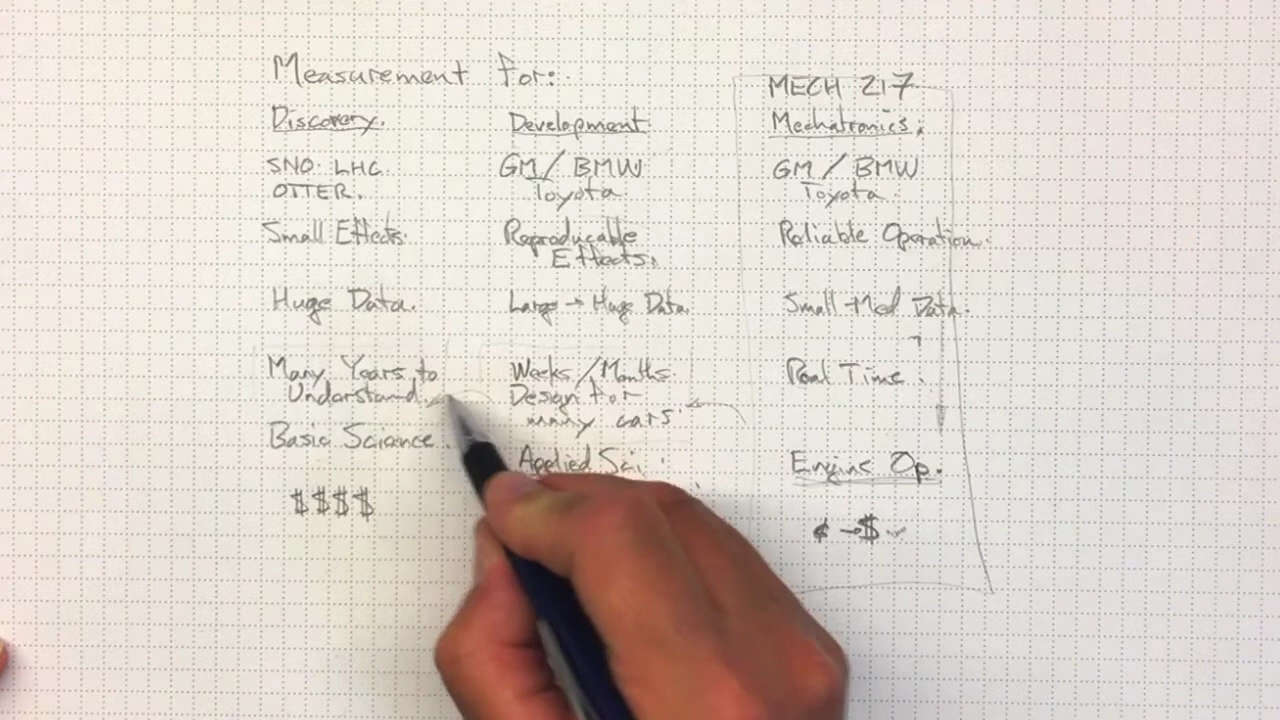 Measurement for:
MECH 217
Discovery.
Development
Mechatronics.
SNO LHC
OTTER.
GM/BMW
Toyota
GM/BMW
Toyota
Small Effects
Reproducable
Effects.
Reliable Operation
Huge Data.
Large → Huge Data
Small-Med Data.
Many Years to
Understand.
Weeks/Months
Design for
many cars
Real Time.
Basic Science
Applied Sci.
Engine Op.
$$$$
¢→$